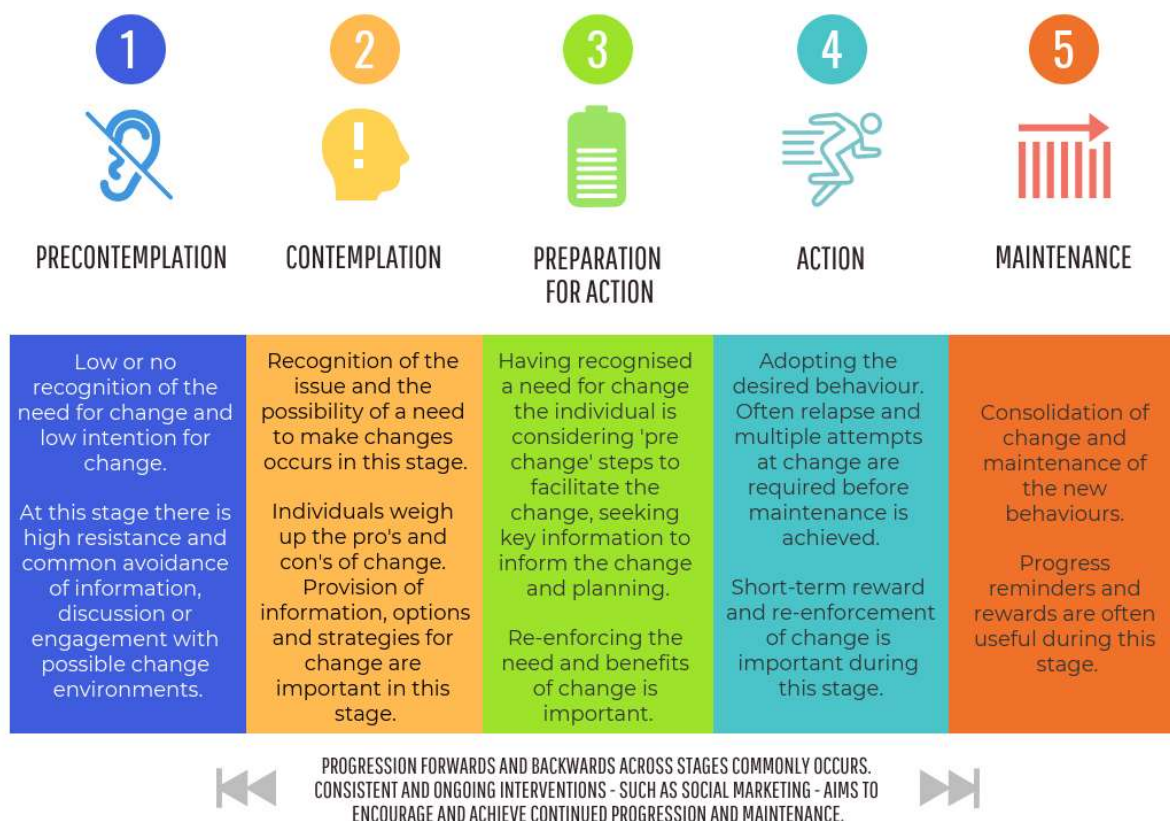 1
2
3
4
5
PRECONTEMPLATION
CONTEMPLATION
PREPARATION
FOR ACTION
ACTION
MAINTENANCE
Low or no
recognition of the
need for change and
low intention for
change.
At this stage there is
high resistance and
common avoidance
of information,
discussion or
engagement with
possible change
environments.
Recognition of the
issue and the
possibility of a need
to make changes
occurs in this stage.
Individuals weigh
up the pro's and
con's of change.
Provision of
information, options
and strategies for
change are
important in this
stage.
Having recognised
a need for change
the individual is
considering 'pre
change' steps to
facilitate the
change, seeking
key information to
inform the change
and planning.
Re-enforcing the
need and benefits
of change is
important.
Adopting the
desired behaviour.
Often relapse and
multiple attempts
at change are
required before
maintenance is
achieved.
Short-term reward
and re-enforcement
of change is
important during
this stage.
Consolidation of
change and
maintenance of
the new
behaviours.
Progress
reminders and
rewards are often
useful during this
stage.
PROGRESSION FORWARDS AND BACKWARDS ACROSS STAGES COMMONLY OCCURS.
CONSISTENT AND ONGOING INTERVENTIONS - SUCH AS SOCIAL MARKETING - AIMS TO
ENCOURAGE AND ACHIEVE CONTINUED PROGRESSION AND MAINTENANCE.